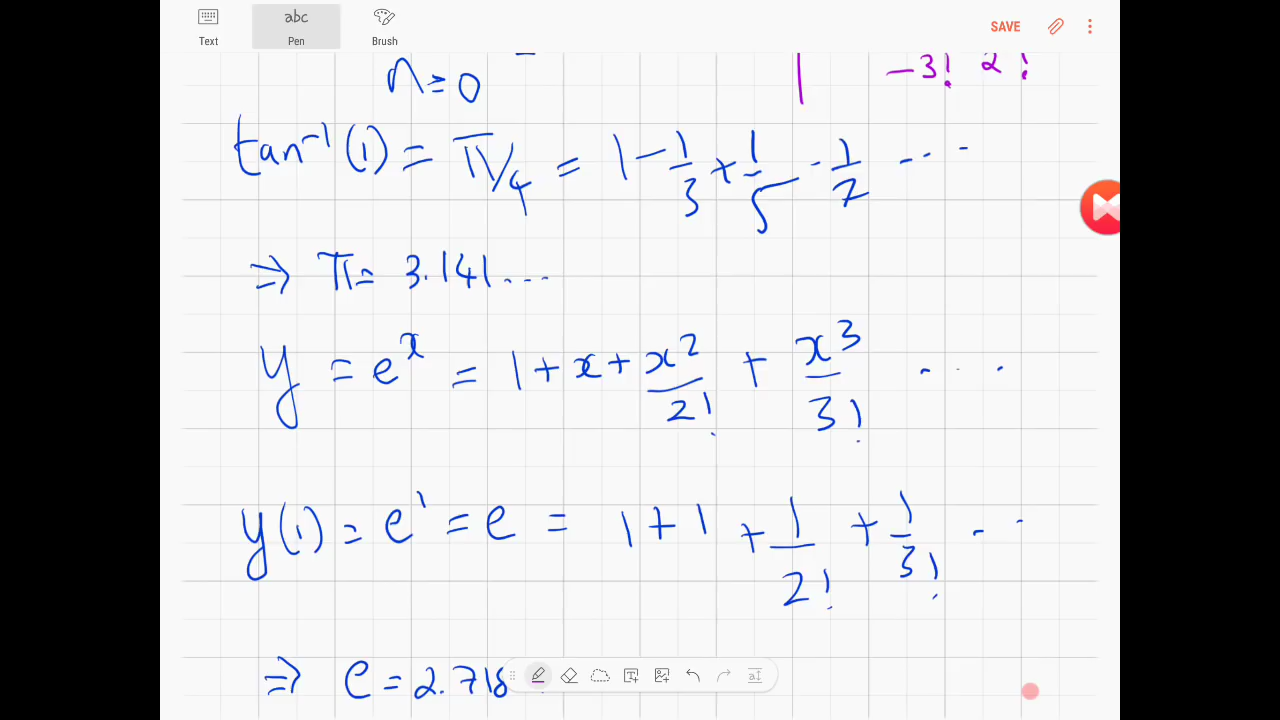 Text abc Pen Brush SAVE
n ≥ 0 -3! 2!
tan⁻¹(1) = π/4 = 1 - 1/3 + 1/5 - 1/7 ...
⇒ π = 3.141...
y = eˣ = 1 + x + x²/2! + x³/3! ...
y(1) = e¹ = e = 1 + 1 + 1/2! + 1/3! ...
⇒ e = 2.718